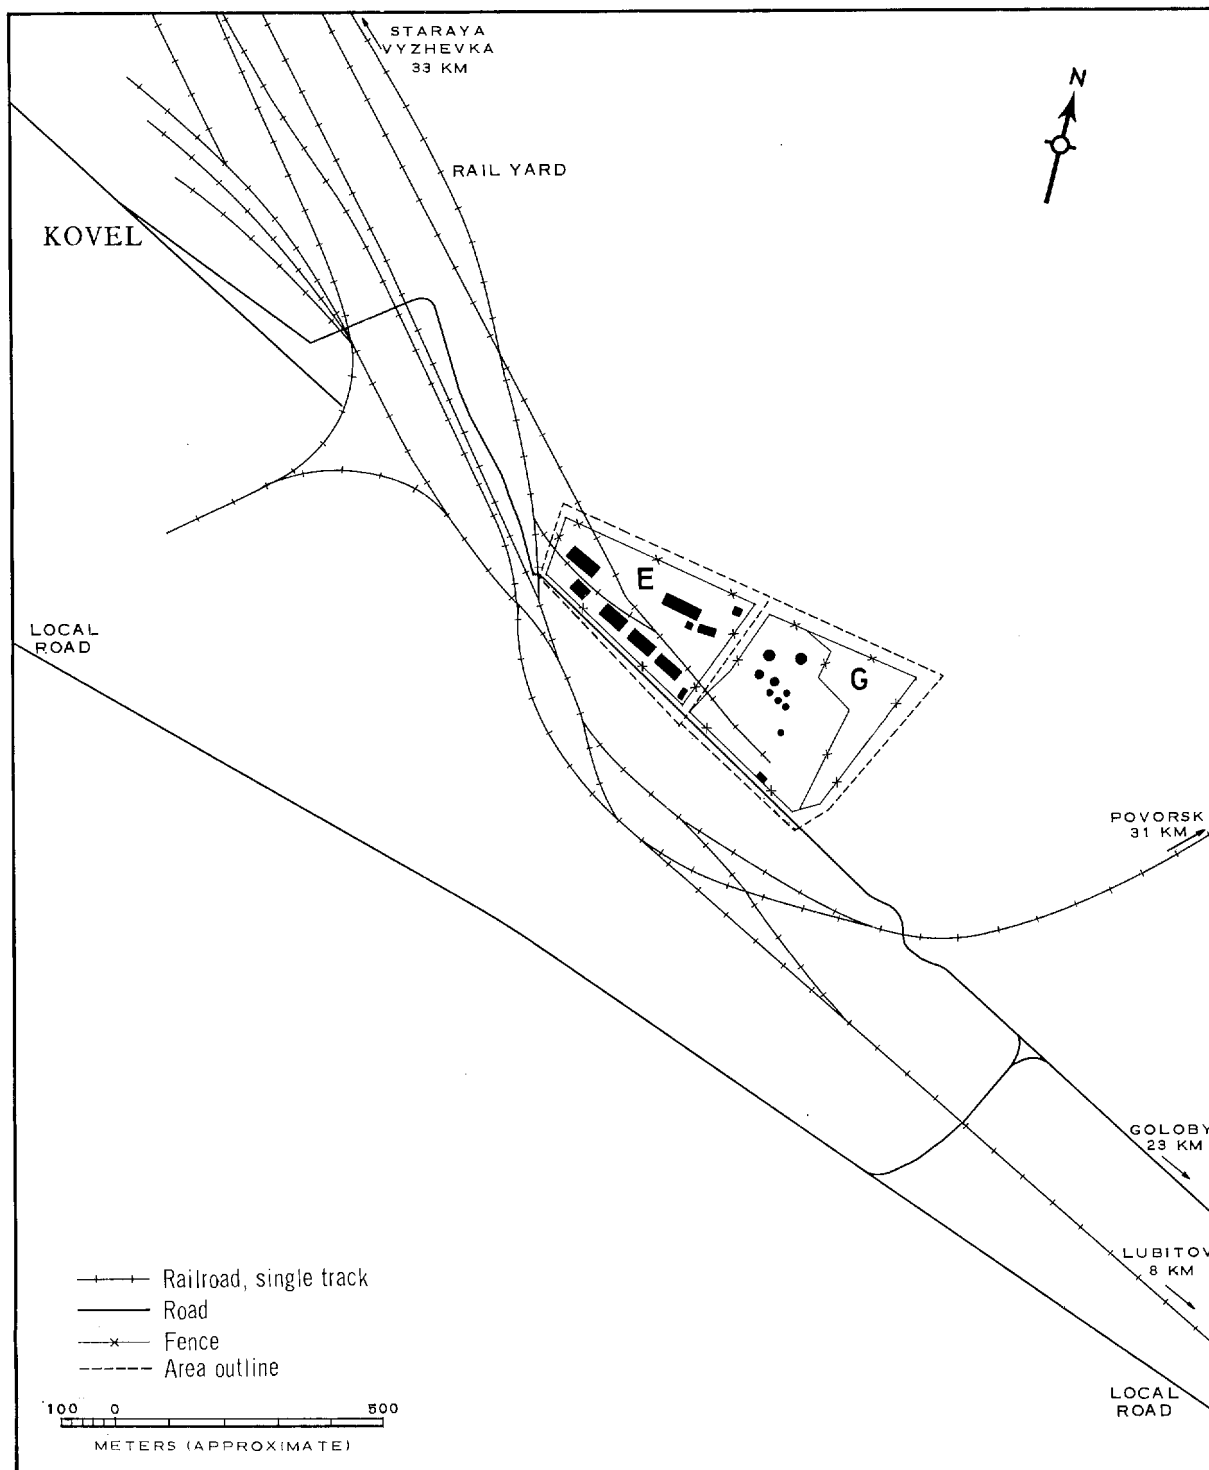 STARAYA
VYZHEVKA
33 KM
N
RAIL YARD
KOVEL
E
LOCAL
ROAD
G
POVORSK
31 KM
GOLOBY
23 KM
LUBITOV
8 KM
Railroad, single track
Road
Fence
Area outline
100 0 500
METERS (APPROXIMATE)
LOCAL
ROAD